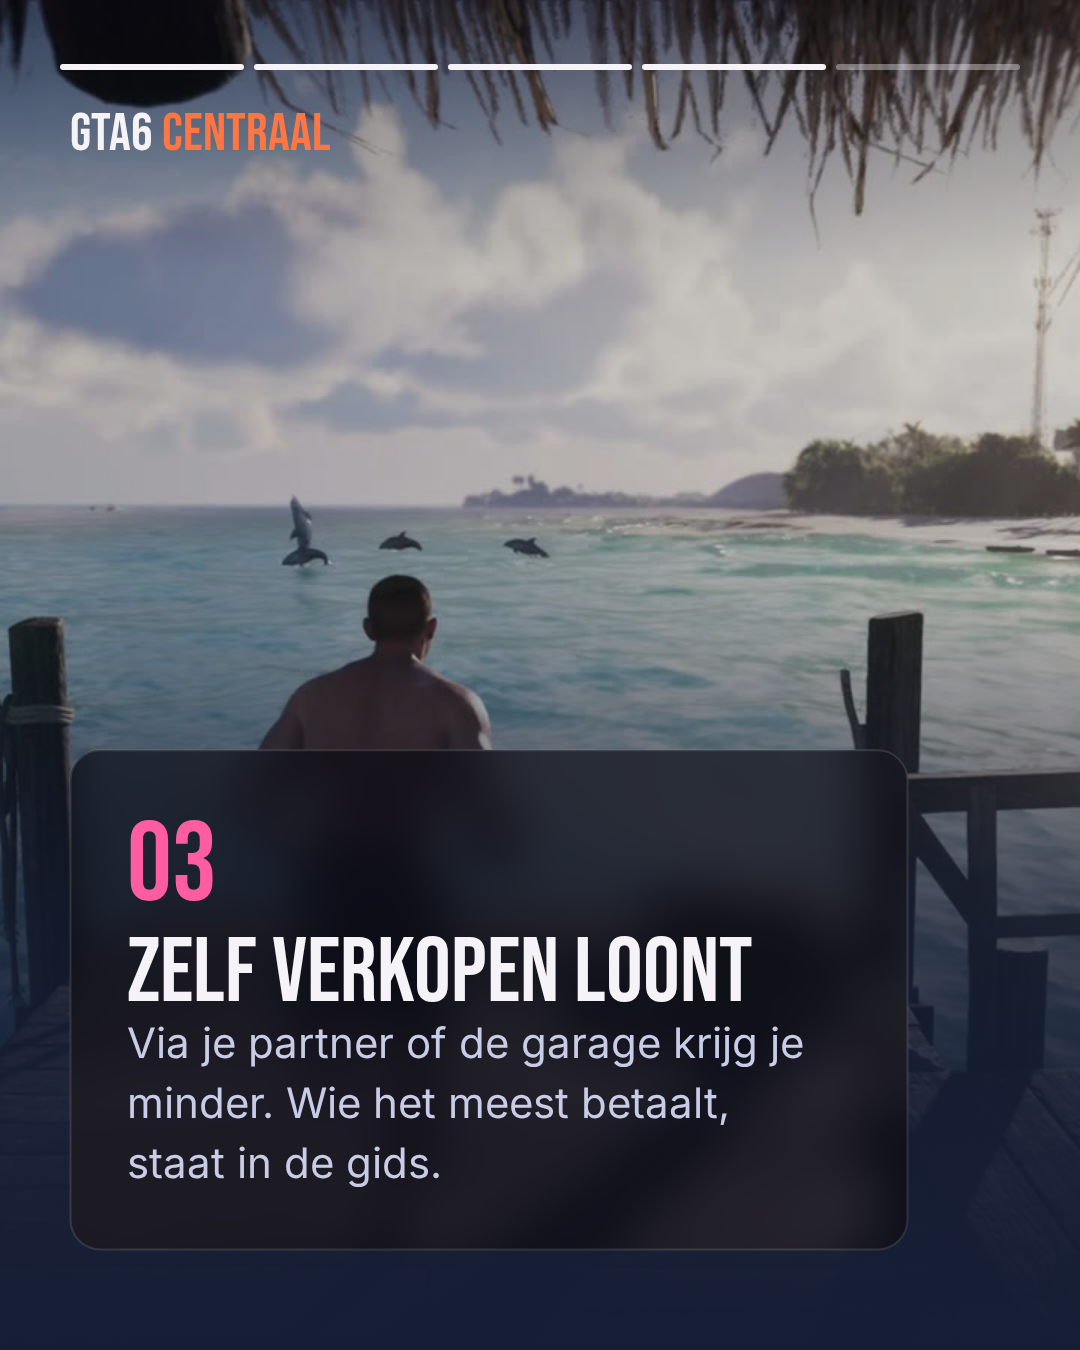 GTA6 CENTRAAL
03
ZELF VERKOPEN LOONT
Via je partner of de garage krijg je
minder. Wie het meest betaalt,
staat in de gids.